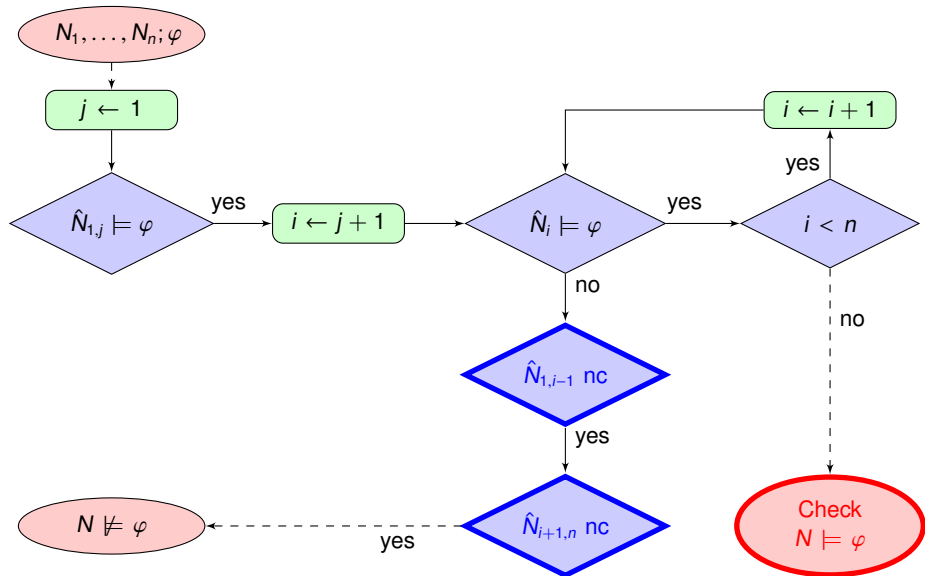 N₁, . . . , Nₙ; φ
j ← 1
i ← i + 1
yes
N̂₁,ⱼ ⊨ φ
yes
i ← j + 1
N̂ᵢ ⊨ φ
yes
i < n
no
no
N̂₁,ᵢ₋₁ nc
yes
N̂ᵢ₊₁,ₙ nc
yes
N ⊭ φ
Check
N ⊨ φ